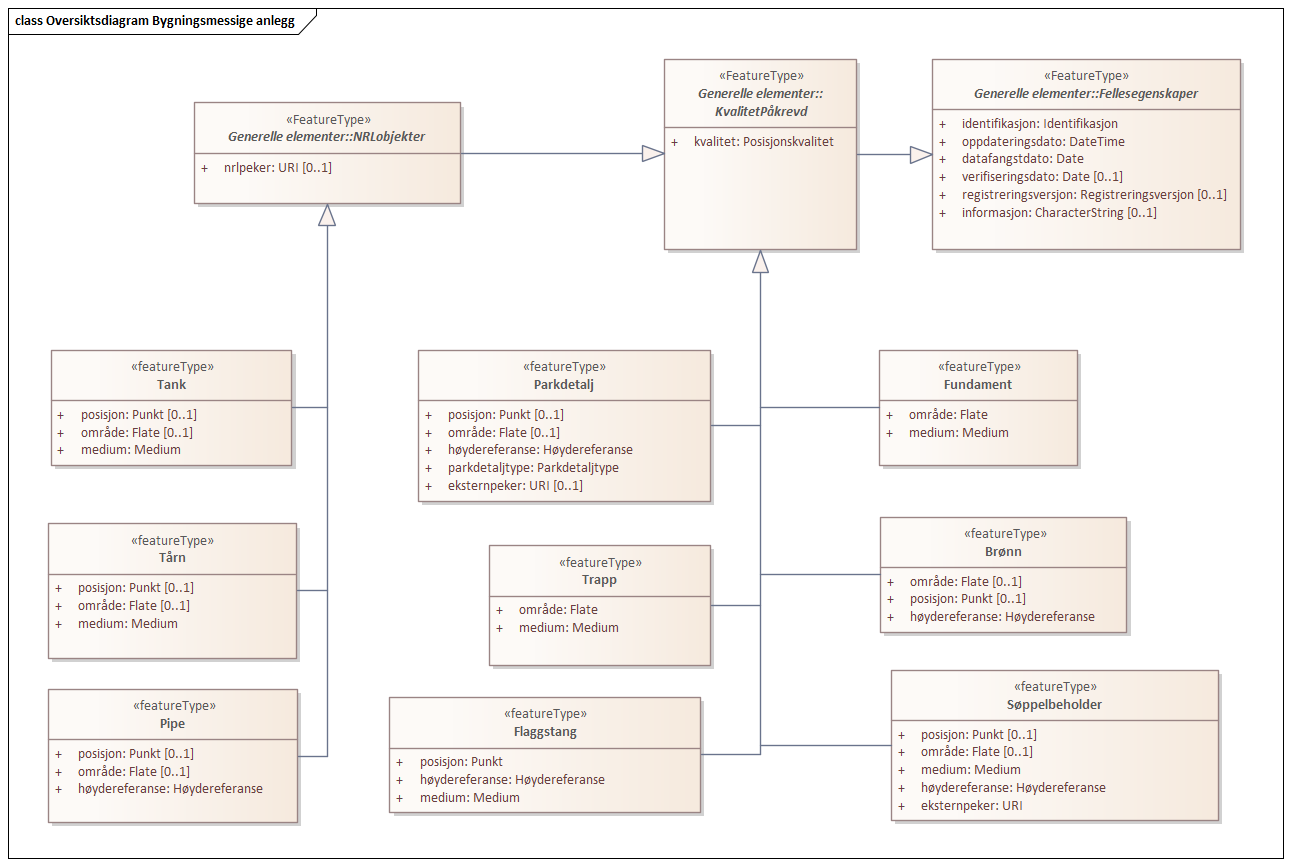 class Oversiktsdiagram Bygningsmessige anlegg
«FeatureType»
Generelle elementer::NRLobjekter
+ nrlpeker: URI [0..1]
«FeatureType»
Generelle elementer::
KvalitetPåkrevd
+ kvalitet: Posisjonskvalitet
«FeatureType»
Generelle elementer::Fellesegenskaper
+ identifikasjon: Identifikasjon
+ oppdateringsdato: DateTime
+ datafangstdato: Date
+ verifiseringsdato: Date [0..1]
+ registreringsversjon: Registreringsversjon [0..1]
+ informasjon: CharacterString [0..1]
«featureType»
Tank
+ posisjon: Punkt [0..1]
+ område: Flate [0..1]
+ medium: Medium
«featureType»
Parkdetalj
+ posisjon: Punkt [0..1]
+ område: Flate [0..1]
+ høydereferanse: Høydereferanse
+ parkdetaljtype: Parkdetaljtype
+ eksternpeker: URI [0..1]
«featureType»
Fundament
+ område: Flate
+ medium: Medium
«featureType»
Tårn
+ posisjon: Punkt [0..1]
+ område: Flate [0..1]
+ medium: Medium
«featureType»
Trapp
+ område: Flate
+ medium: Medium
«featureType»
Brønn
+ område: Flate [0..1]
+ posisjon: Punkt [0..1]
+ høydereferanse: Høydereferanse
«featureType»
Pipe
+ posisjon: Punkt [0..1]
+ område: Flate [0..1]
+ høydereferanse: Høydereferanse
«featureType»
Flaggstang
+ posisjon: Punkt
+ høydereferanse: Høydereferanse
+ medium: Medium
«featureType»
Søppelbeholder
+ posisjon: Punkt [0..1]
+ område: Flate [0..1]
+ medium: Medium
+ høydereferanse: Høydereferanse
+ eksternpeker: URI